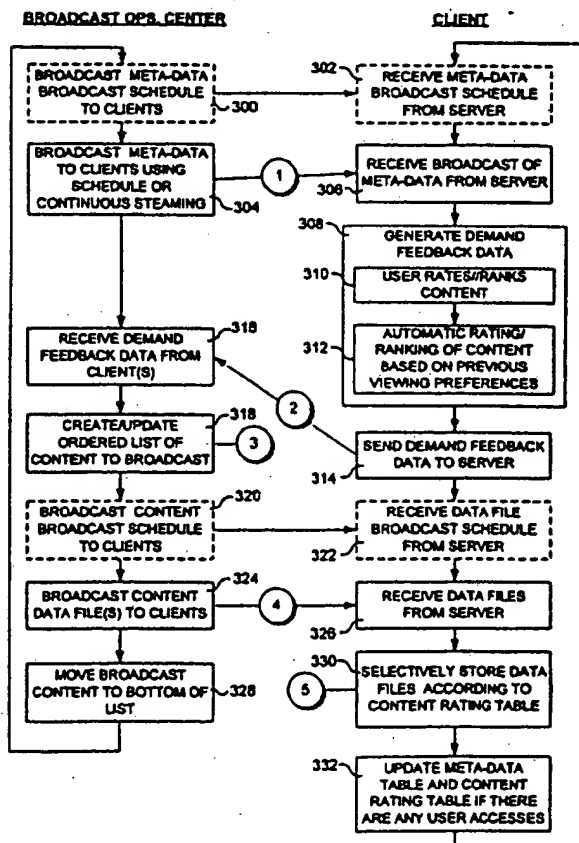 BROADCAST OPS. CENTER
CLIENT
BROADCAST META-DATA
BROADCAST SCHEDULE
TO CLIENTS
300
302
RECEIVE META-DATA
BROADCAST SCHEDULE
FROM SERVER
BROADCAST META-DATA
TO CLIENTS USING
SCHEDULE OR
CONTINUOUS STEAMING
304
1
RECEIVE BROADCAST OF
META-DATA FROM SERVER
306
308
GENERATE DEMAND
FEEDBACK DATA
310
USER RATES//RANKS
CONTENT
312
AUTOMATIC RATING/
RANKING OF CONTENT
BASED ON PREVIOUS
VIEWING PREFERENCES
318
RECEIVE DEMAND
FEEDBACK DATA FROM
CLIENT(S)
2
318
CREATE/UPDATE
ORDERED LIST OF
CONTENT TO BROADCAST
3
SEND DEMAND FEEDBACK
DATA TO SERVER
314
320
BROADCAST CONTENT
BROADCAST SCHEDULE
TO CLIENTS
RECEIVE DATA FILE
BROADCAST SCHEDULE
FROM SERVER
322
324
BROADCAST CONTENT
DATA FILE(S) TO CLIENTS
4
RECEIVE DATA FILES
FROM SERVER
326
MOVE BROADCAST
CONTENT TO BOTTOM OF
LIST
328
330
SELECTIVELY STORE DATA
FILES ACCORDING TO
CONTENT RATING TABLE
5
332
UPDATE META-DATA
TABLE AND CONTENT
RATING TABLE IF THERE
ARE ANY USER ACCESSES